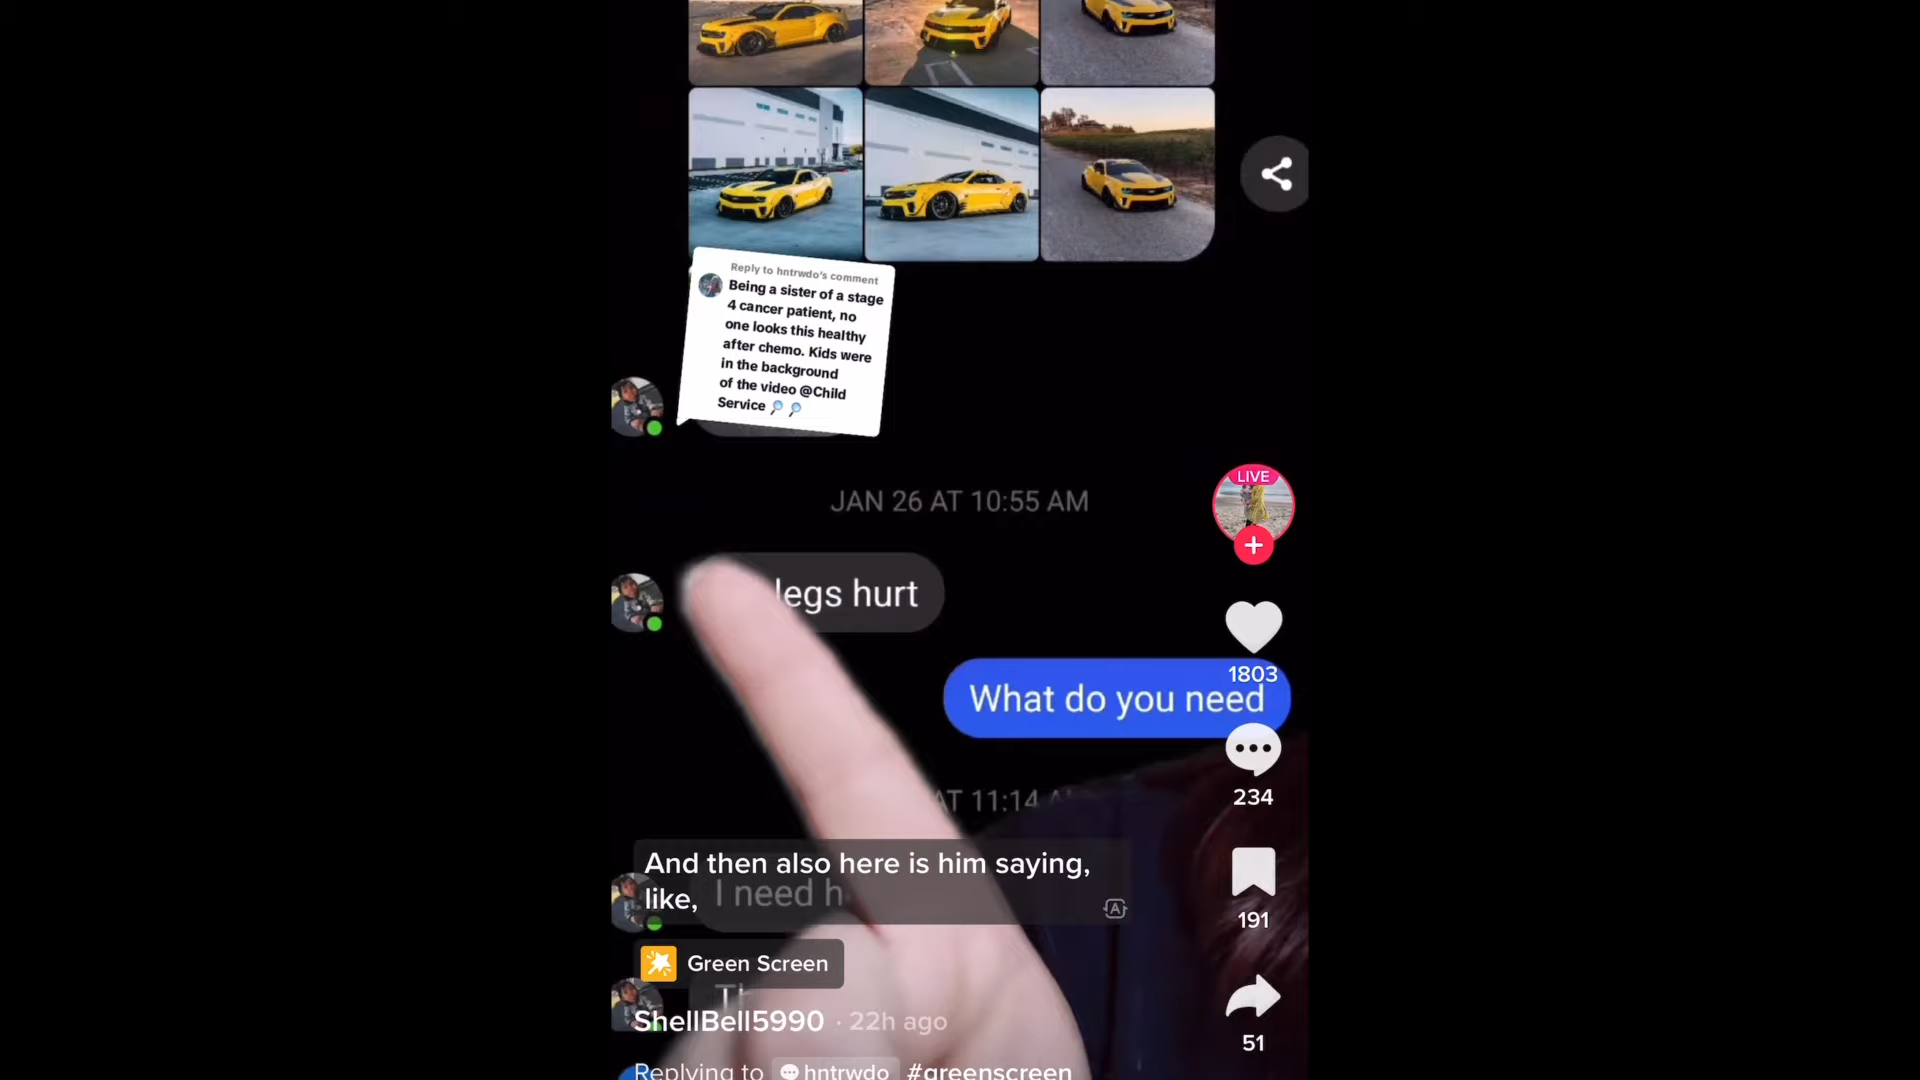 Reply to hntrwdo's comment
Being a sister of a stage
4 cancer patient, no
one looks this healthy
after chemo. Kids were
in the background
of the video @Child
Service
JAN 26 AT 10:55 AM
LIVE
legs hurt
1803
What do you need
234
AT 11:14
And then also here is him saying,
like,
I need h
191
Green Screen
Th
ShellBell5990 · 22h ago
51
Replying to hntrwdo #greenscreen